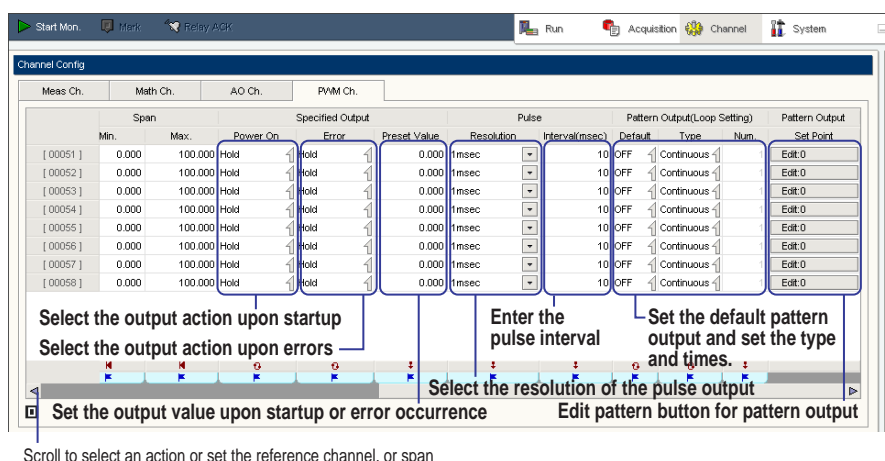 Start Mon. Mark Relay ACK Run Acquisition Channel System
Channel Config
Meas Ch. Math Ch. AO Ch. PWM Ch.
Span Specified Output Pulse Pattern Output(Loop Setting) Pattern Output
Min. Max. Power On Error Preset Value Resolution Interval(msec) Default Type Num. Set Point
[ 00051 ] 0.000 100.000 Hold Hold 0.000 1msec 10 OFF Continuous 1 Edit:0
[ 00052 ] 0.000 100.000 Hold Hold 0.000 1msec 10 OFF Continuous 1 Edit:0
[ 00053 ] 0.000 100.000 Hold Hold 0.000 1msec 10 OFF Continuous 1 Edit:0
[ 00054 ] 0.000 100.000 Hold Hold 0.000 1msec 10 OFF Continuous 1 Edit:0
[ 00055 ] 0.000 100.000 Hold Hold 0.000 1msec 10 OFF Continuous 1 Edit:0
[ 00056 ] 0.000 100.000 Hold Hold 0.000 1msec 10 OFF Continuous 1 Edit:0
[ 00057 ] 0.000 100.000 Hold Hold 0.000 1msec 10 OFF Continuous 1 Edit:0
[ 00058 ] 0.000 100.000 Hold Hold 0.000 1msec 10 OFF Continuous 1 Edit:0
Select the output action upon startup
Select the output action upon errors
Enter the
pulse interval
Set the default pattern
output and set the type
and times.
Select the resolution of the pulse output
Set the output value upon startup or error occurrence
Edit pattern button for pattern output
Scroll to select an action or set the reference channel, or span